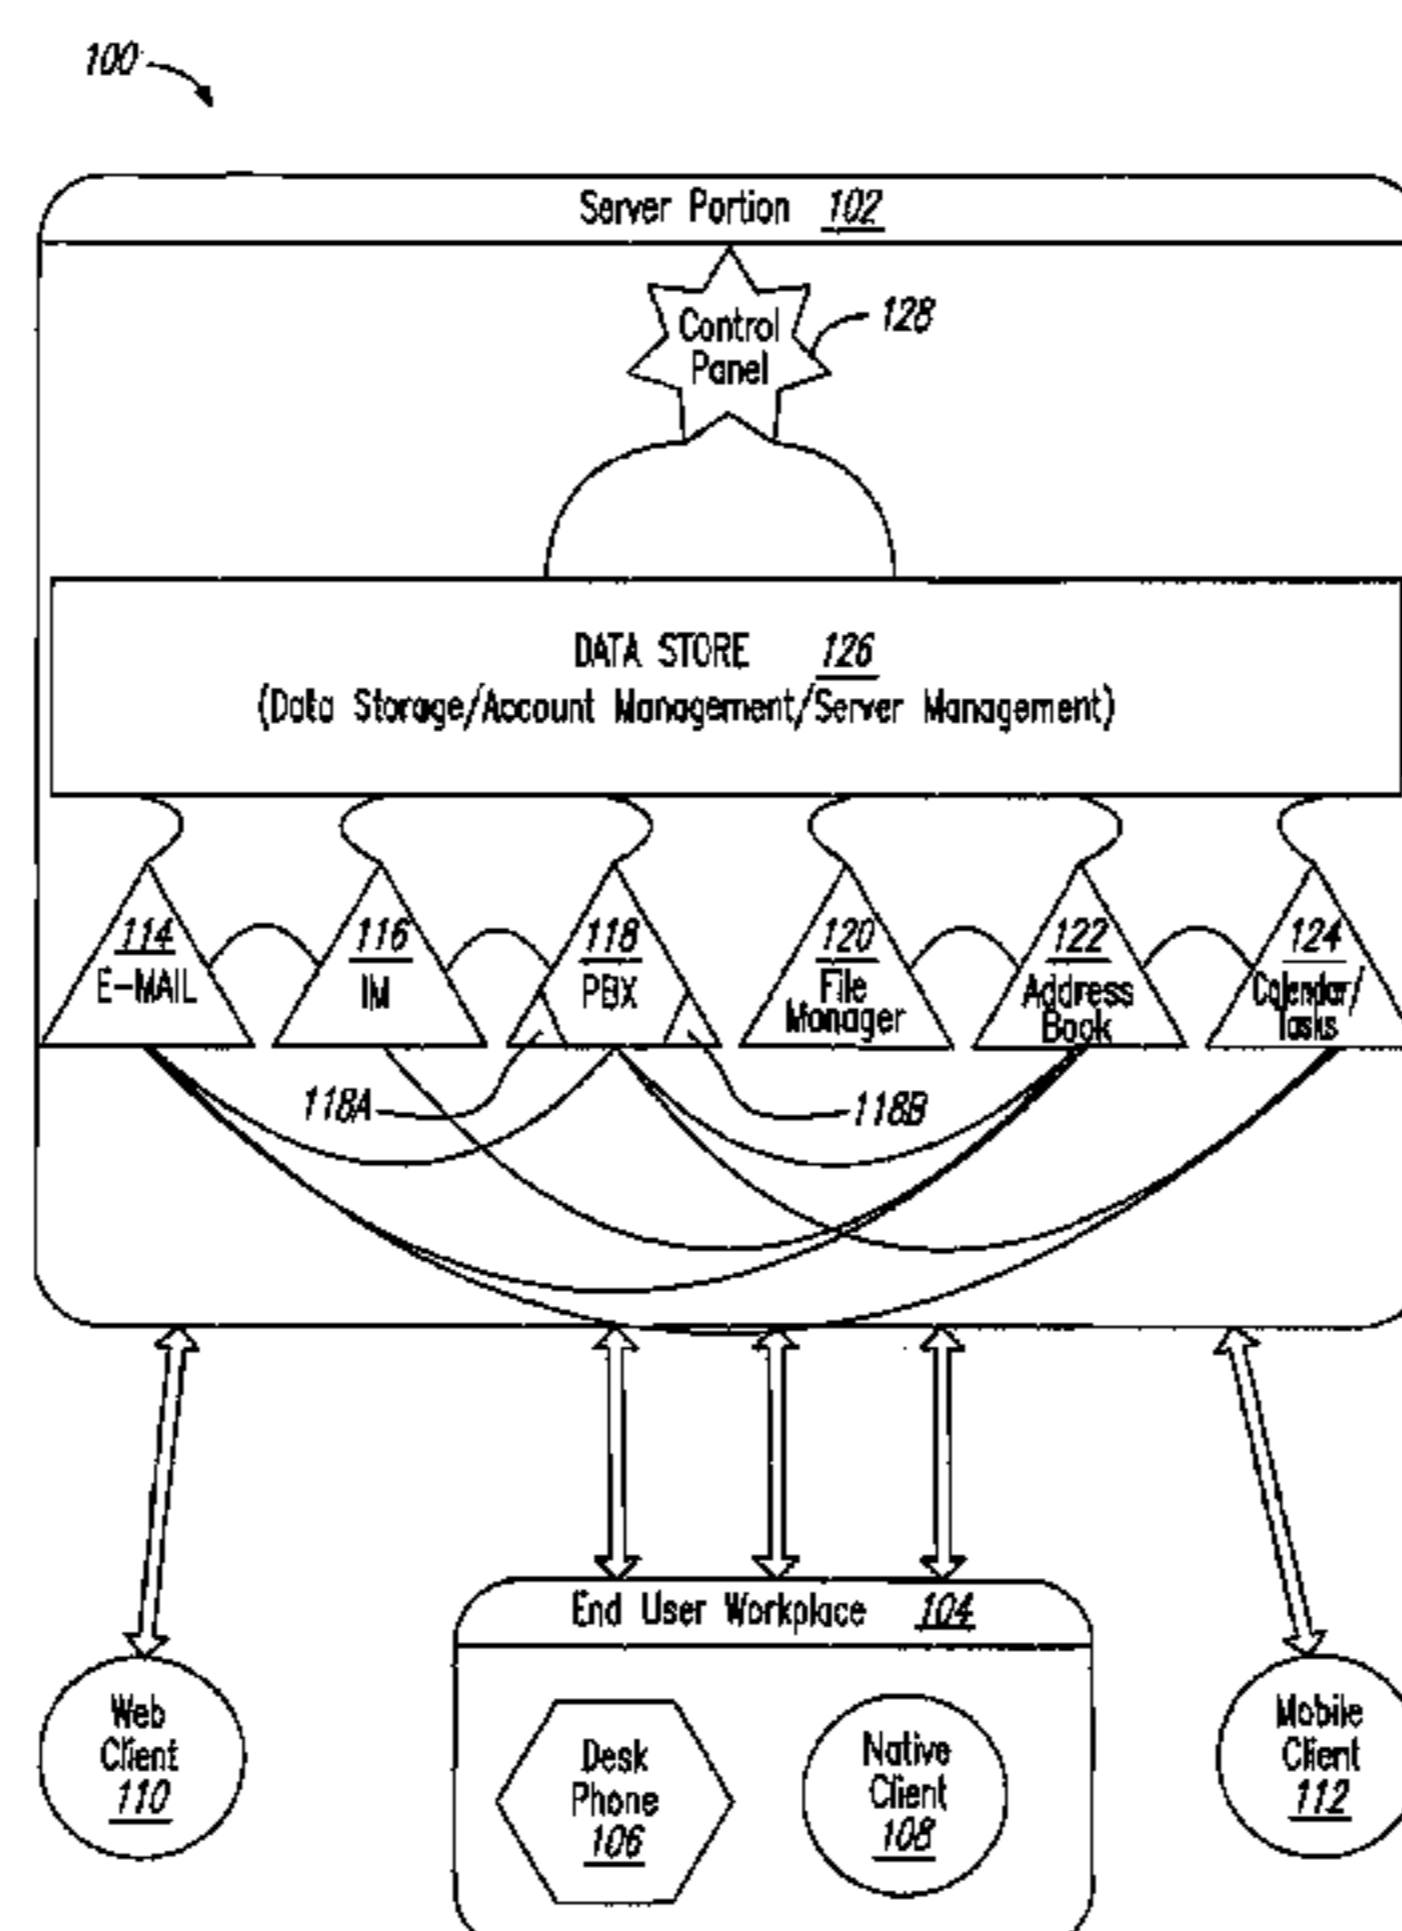 100
Server Portion 102
Control
Panel
128
DATA STORE 126
(Data Storage/Account Management/Server Management)
114
E-MAIL
116
IM
118
PBX
120
File
Manager
122
Address
Book
124
Calendar/
Tasks
118A
118B
End User Workplace 104
Web
Client
110
Desk
Phone
106
Native
Client
108
Mobile
Client
112